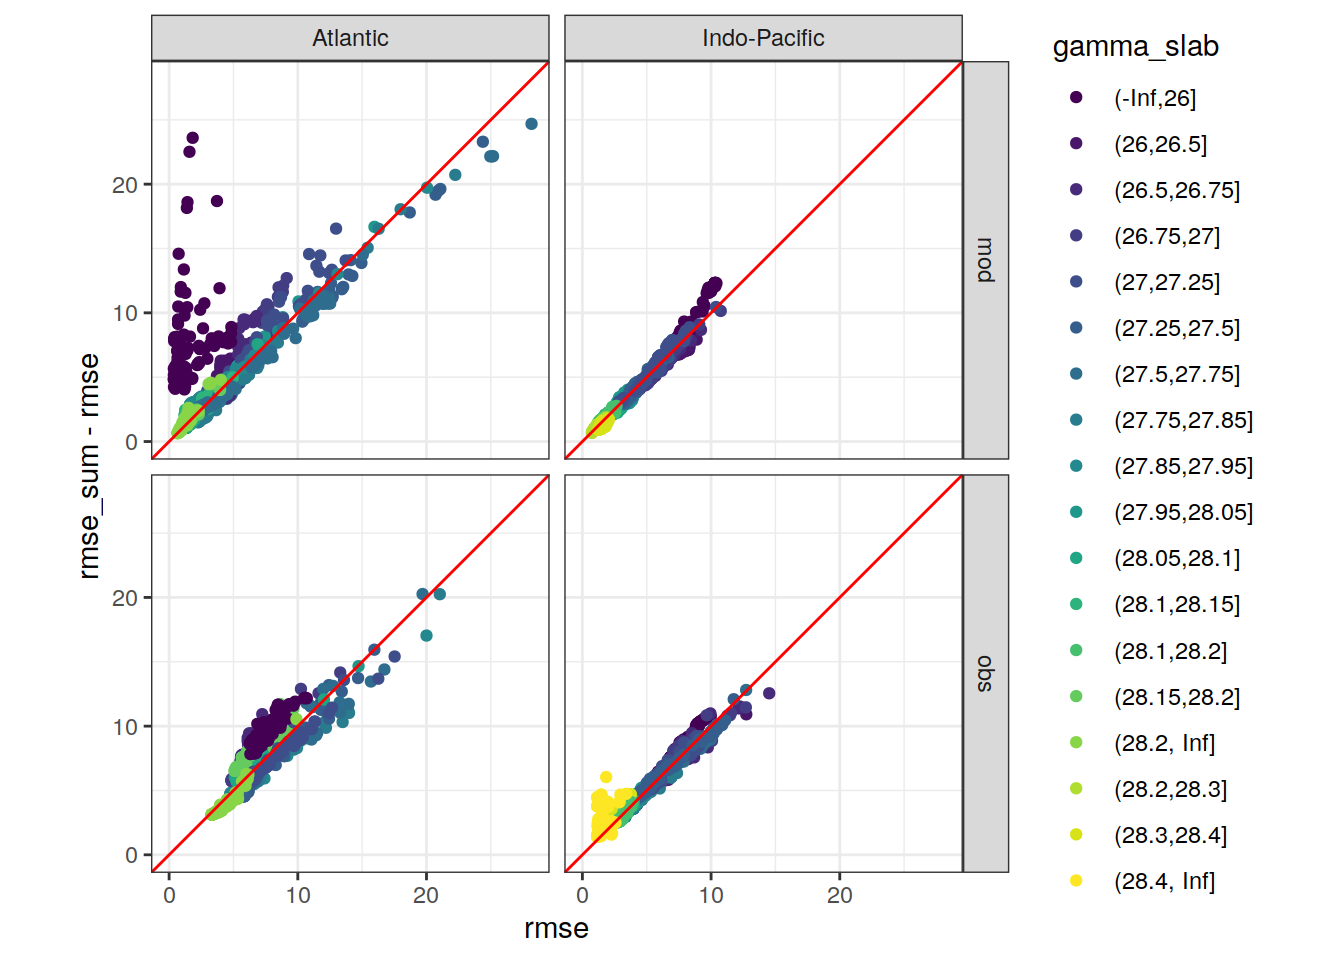 Atlantic
Indo-Pacific
gamma_slab
(-Inf,26]
(26,26.5]
(26.5,26.75]
(26.75,27]
(27,27.25]
(27.25,27.5]
(27.5,27.75]
(27.75,27.85]
(27.85,27.95]
(27.95,28.05]
(28.05,28.1]
(28.1,28.15]
(28.1,28.2]
(28.15,28.2]
(28.2, Inf]
(28.2,28.3]
(28.3,28.4]
(28.4, Inf]
20
10
0
mod
20
10
0
obs
rmse_sum - rmse
0
10
20
0
10
20
rmse